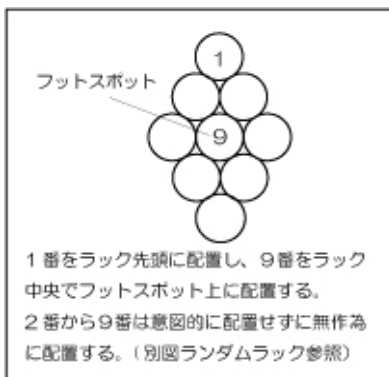 1
フットスポット
9
1番をラック先頭に配置し、9番をラック
中央でフットスポット上に配置する。
2番から9番は意図的に配置せずに無作為
に配置する。（別図ランダムラック参照）